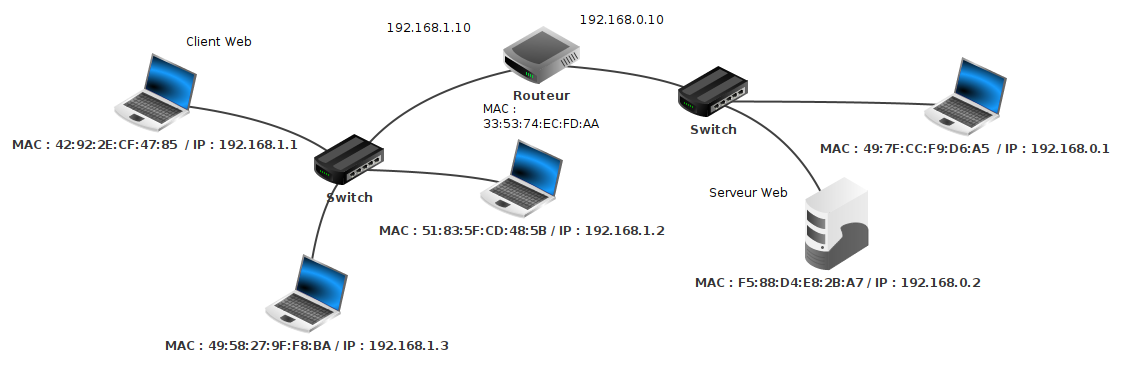 192.168.0.10
192.168.1.10
Client Web
Routeur
MAC :
33:53:74:EC:FD:AA
Switch
MAC : 42:92:2E:CF:47:85 / IP : 192.168.1.1
MAC : 49:7F:CC:F9:D6:A5 / IP : 192.168.0.1
Switch
Serveur Web
MAC : 51:83:5F:CD:48:5B / IP : 192.168.1.2
MAC : F5:88:D4:E8:2B:A7 / IP : 192.168.0.2
MAC : 49:58:27:9F:F8:BA / IP : 192.168.1.3